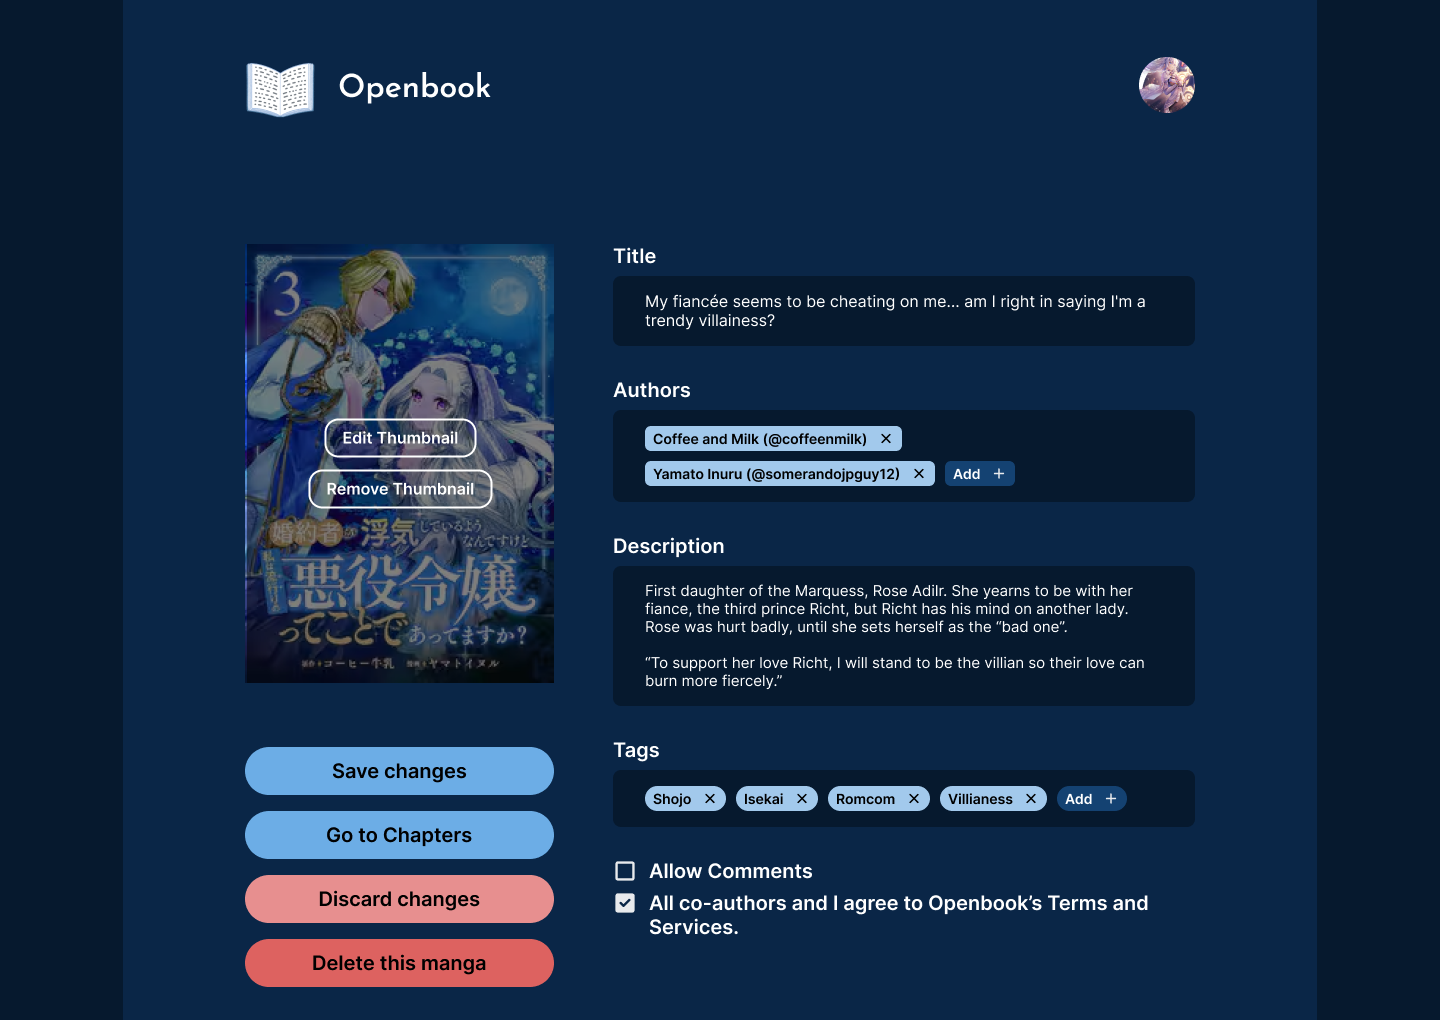 Openbook
3
Edit Thumbnail
Remove Thumbnail
婚約者が浮気しているよう
なんですけど
私は流行りの
悪役令嬢
ってことであってますか?
原作◆コーヒー牛乳 漫画◆ヤマトイヌル
Save changes
Go to Chapters
Discard changes
Delete this manga
Title
My fiancée seems to be cheating on me... am I right in saying I'm a
trendy villainess?
Authors
Coffee and Milk (@coffeenmilk)
Yamato Inuru (@somerandojpguy12)
Add
Description
First daughter of the Marquess, Rose Adilr. She yearns to be with her
fiance, the third prince Richt, but Richt has his mind on another lady.
Rose was hurt badly, until she sets herself as the “bad one”.
“To support her love Richt, I will stand to be the villian so their love can
burn more fiercely.”
Tags
Shojo
Isekai
Romcom
Villianess
Add
Allow Comments
All co-authors and I agree to Openbook’s Terms and
Services.